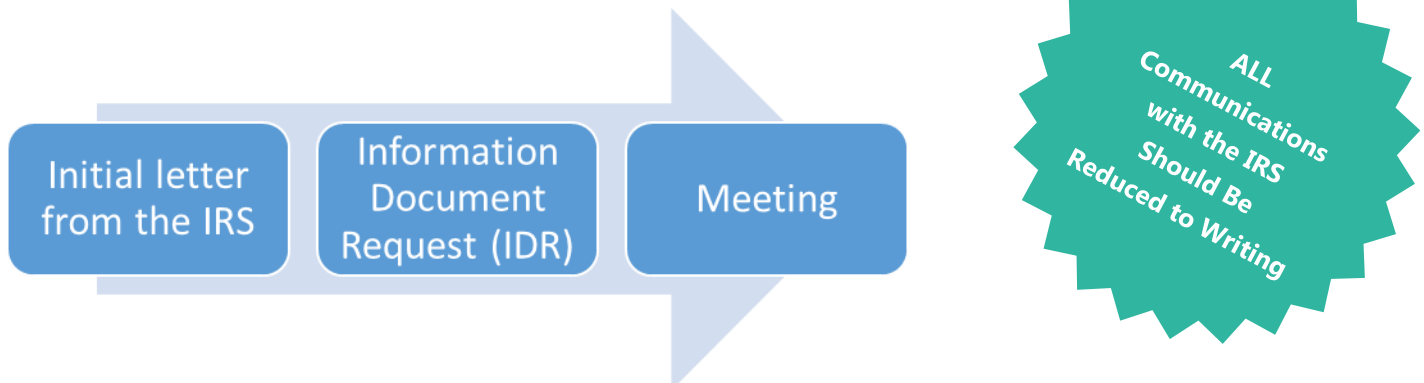 Initial letter
from the IRS
Information
Document
Request (IDR)
Meeting
ALL
Communications
with the IRS
Should Be
Reduced to Writing